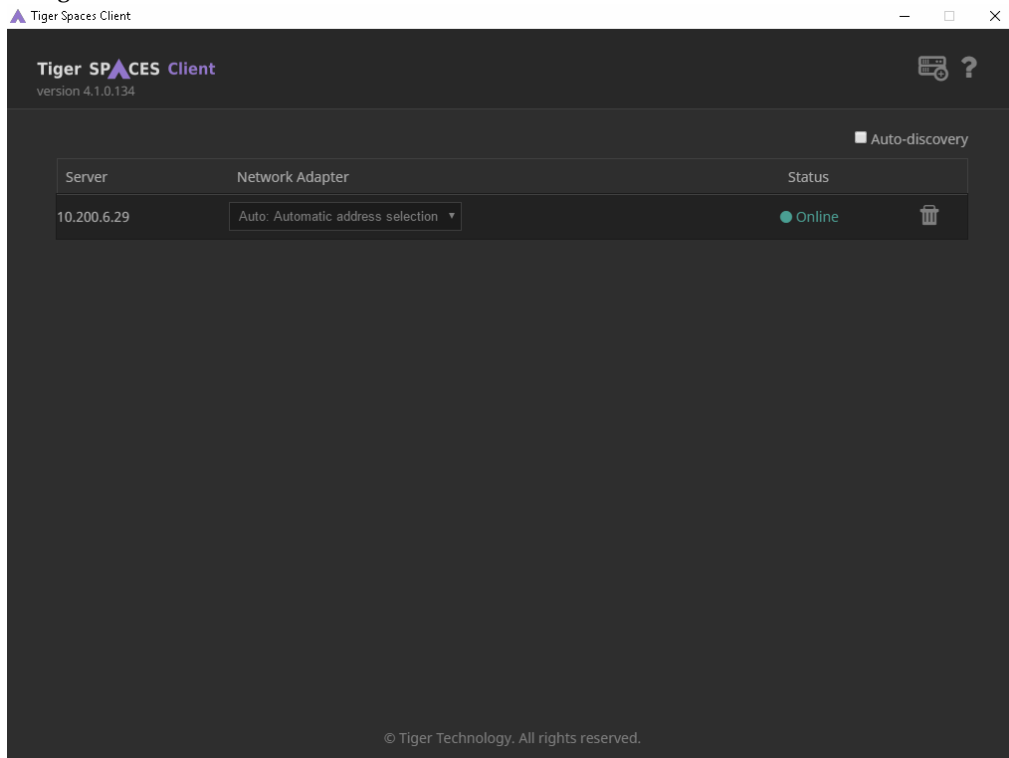 Tiger Spaces Client
Tiger SPACES Client
version 4.1.0.134
Auto-discovery
Server Network Adapter Status
10.200.6.29 Auto: Automatic address selection Online
© Tiger Technology. All rights reserved.